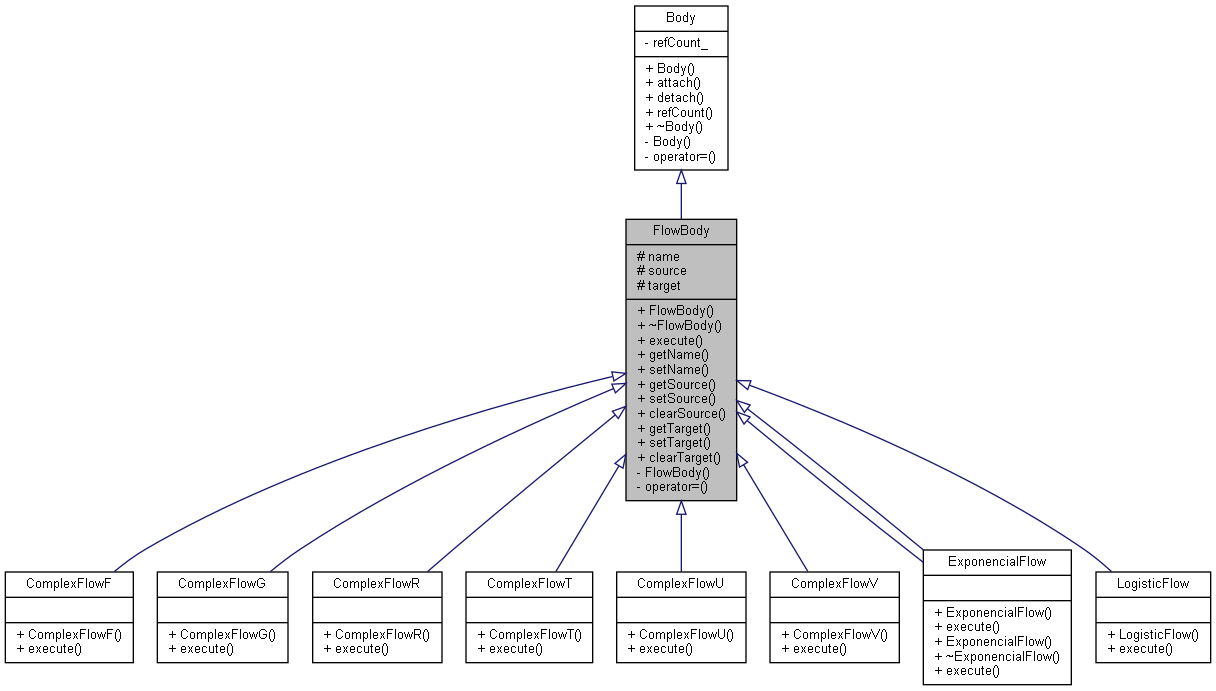 Body
- refCount_
+ Body()
+ attach()
+ detach()
+ refCount()
+ ~Body()
- Body()
- operator=()
FlowBody
# name
# source
# target
+ FlowBody()
+ ~FlowBody()
+ execute()
+ getName()
+ setName()
+ getSource()
+ setSource()
+ clearSource()
+ getTarget()
+ setTarget()
+ clearTarget()
- FlowBody()
- operator=()
ComplexFlowF
+ ComplexFlowF()
+ execute()
ComplexFlowG
+ ComplexFlowG()
+ execute()
ComplexFlowR
+ ComplexFlowR()
+ execute()
ComplexFlowT
+ ComplexFlowT()
+ execute()
ComplexFlowU
+ ComplexFlowU()
+ execute()
ComplexFlowV
+ ComplexFlowV()
+ execute()
ExponencialFlow
+ ExponencialFlow()
+ execute()
+ ExponencialFlow()
+ ~ExponencialFlow()
+ execute()
LogisticFlow
+ LogisticFlow()
+ execute()